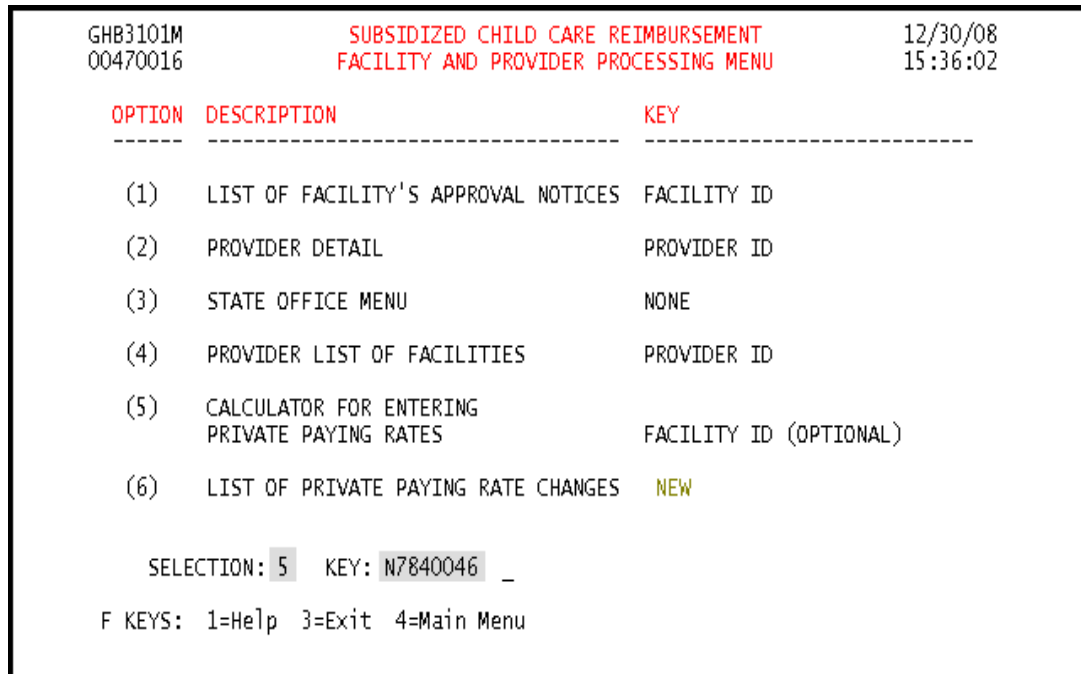 GHB3101M SUBSIDIZED CHILD CARE REIMBURSEMENT 12/30/08
00470016 FACILITY AND PROVIDER PROCESSING MENU 15:36:02
OPTION DESCRIPTION KEY
------ ----------------------------------- ----------------------------
(1) LIST OF FACILITY'S APPROVAL NOTICES FACILITY ID
(2) PROVIDER DETAIL PROVIDER ID
(3) STATE OFFICE MENU NONE
(4) PROVIDER LIST OF FACILITIES PROVIDER ID
(5) CALCULATOR FOR ENTERING
PRIVATE PAYING RATES FACILITY ID (OPTIONAL)
(6) LIST OF PRIVATE PAYING RATE CHANGES NEW
SELECTION: 5 KEY: N7840046 _
F KEYS: 1=Help 3=Exit 4=Main Menu